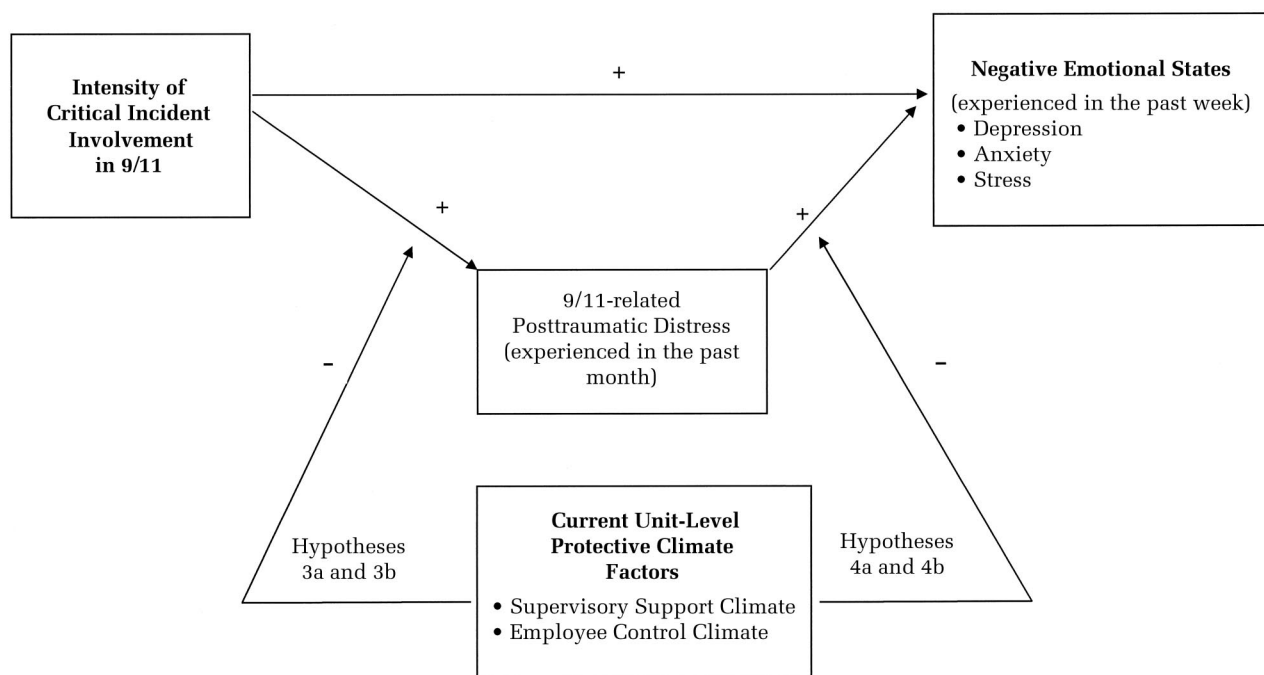 Intensity of
Critical Incident
Involvement
in 9/11
+
Negative Emotional States
(experienced in the past week)
• Depression
• Anxiety
• Stress
+
+
9/11-related
Posttraumatic Distress
(experienced in the past
month)
–
–
Hypotheses
3a and 3b
Current Unit-Level
Protective Climate
Factors
• Supervisory Support Climate
• Employee Control Climate
Hypotheses
4a and 4b